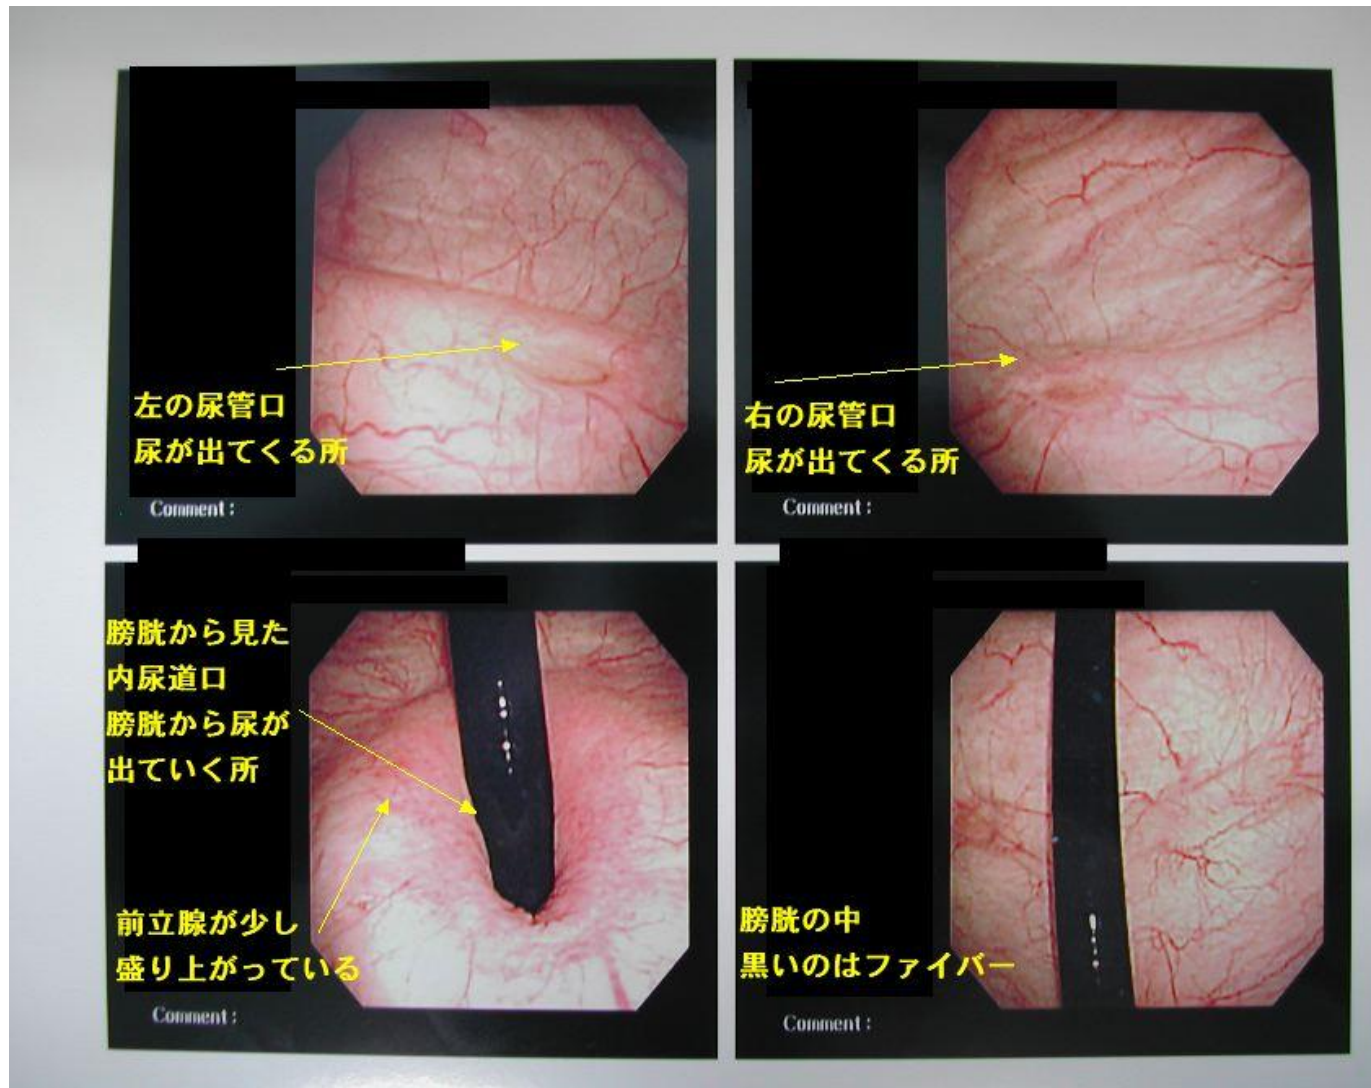 左の尿管口
尿が出てくる所
Comment :
右の尿管口
尿が出てくる所
Comment :
膀胱から見た
内尿道口
膀胱から尿が
出ていく所
前立腺が少し
盛り上がっている
Comment :
膀胱の中
黒いのはファイバー
Comment :